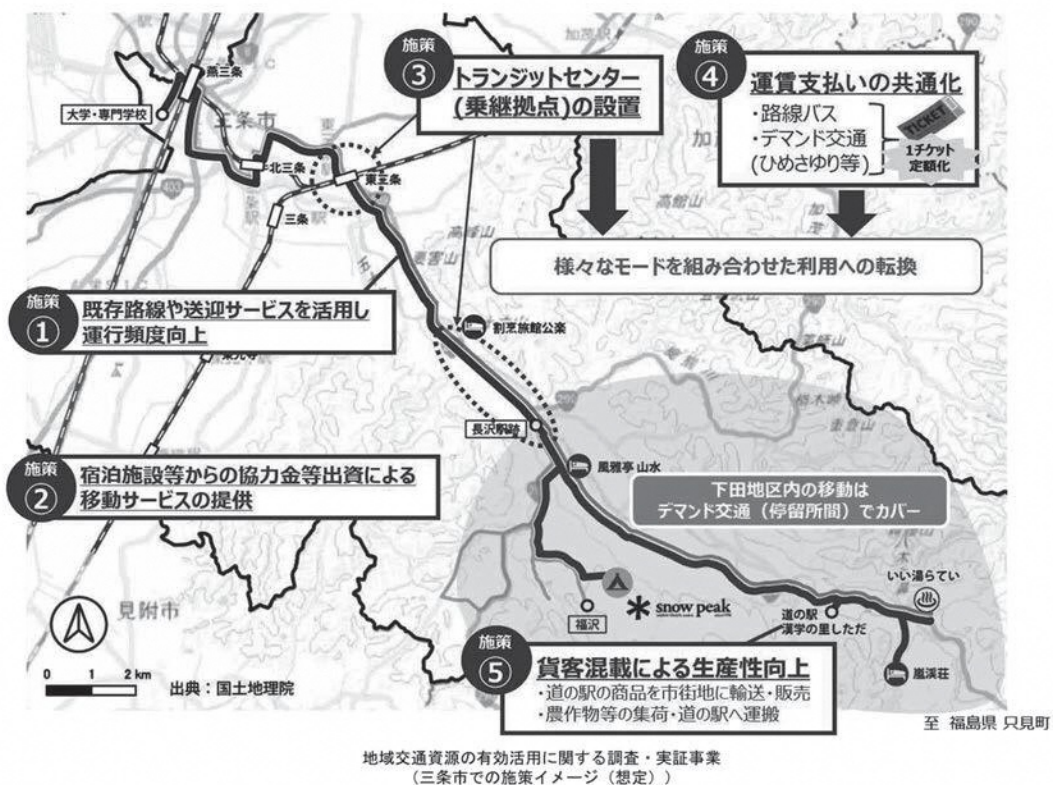 施策
③
トランジットセンター
(乗継拠点)の設置
施策
④
運賃支払いの共通化
・路線バス
・デマンド交通
(ひめさゆり等)
TICKET
1チケット
定額化
様々なモードを組み合わせた利用への転換
燕三条
大学・専門学校
三条市
北三条
東三条
三条
加茂駅
高館山
高峰山
要害山
施策
①
既存路線や送迎サービスを活用し
運行頻度向上
割烹旅館公楽
長沢駅跡
290
403
施策
②
宿泊施設等からの協力金等出資による
移動サービスの提供
風雅亭 山水
下田地区内の移動は
デマンド交通(停留所間)でカバー
いい湯らてい
道の駅
漢学の里しただ
嵐渓荘
見附市
福沢
snow peak
0 1 2 km
出典:国土地理院
施策
⑤
貨客混載による生産性向上
・道の駅の商品を市街地に輸送・販売
・農作物等の集荷・道の駅へ運搬
至 福島県 只見町
地域交通資源の有効活用に関する調査・実証事業
(三条市での施策イメージ(想定))